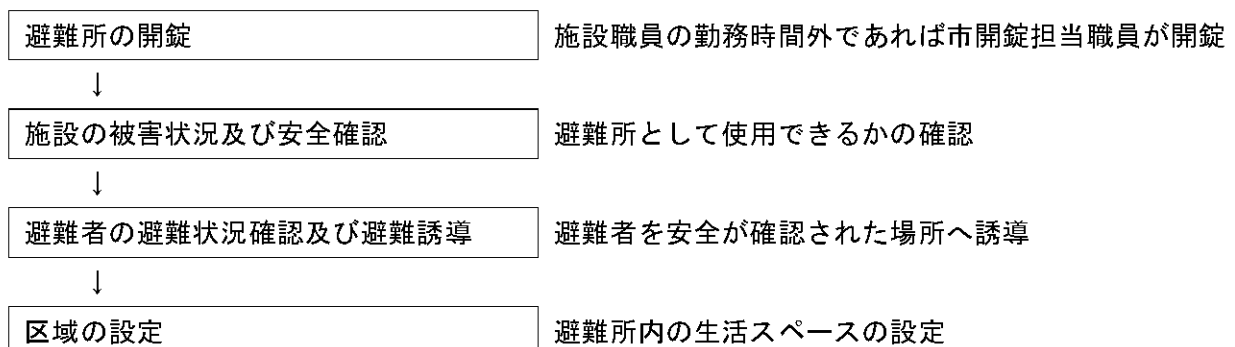 避難所の開錠 施設職員の勤務時間外であれば市開錠担当職員が開錠
↓
施設の被害状況及び安全確認 避難所として使用できるかの確認
↓
避難者の避難状況確認及び避難誘導 避難者を安全が確認された場所へ誘導
↓
区域の設定 避難所内の生活スペースの設定